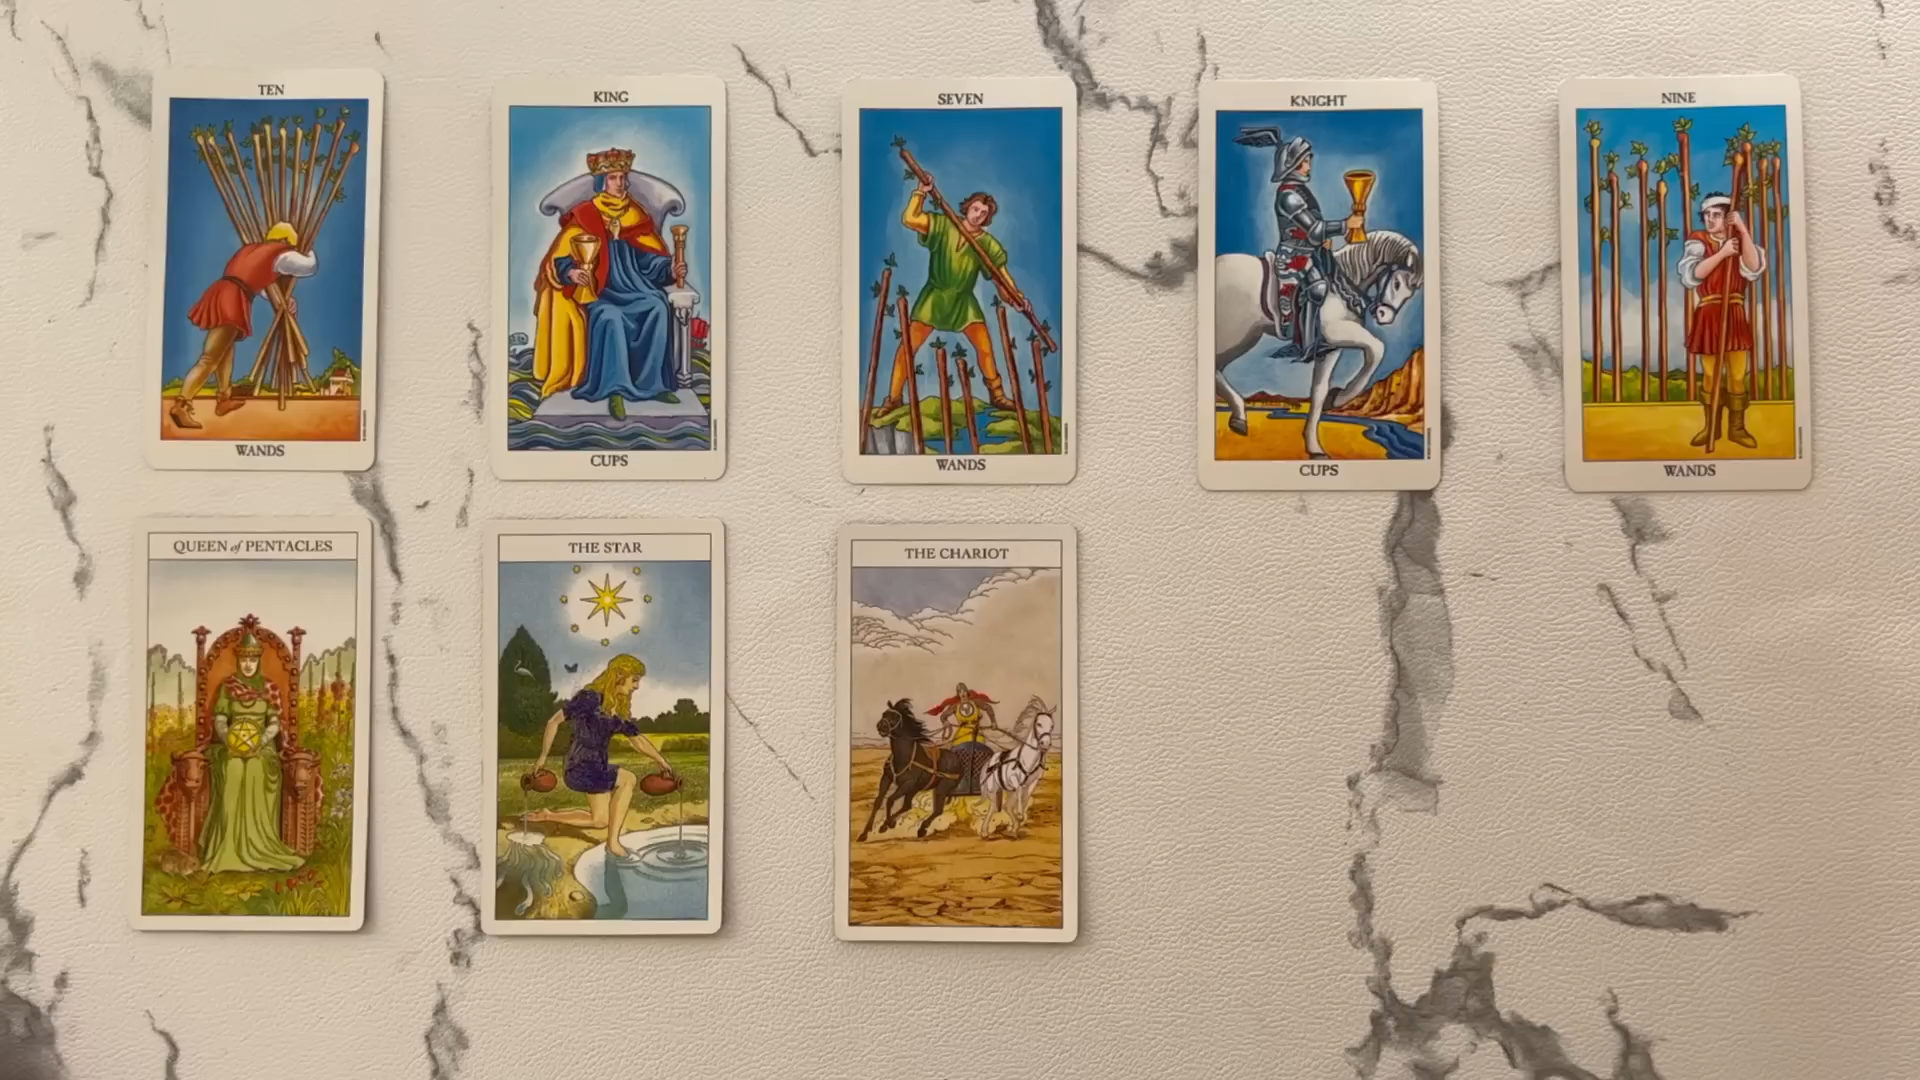 TEN
WANDS
KING
CUPS
SEVEN
WANDS
KNIGHT
CUPS
NINE
WANDS
QUEEN of PENTACLES
THE STAR
THE CHARIOT